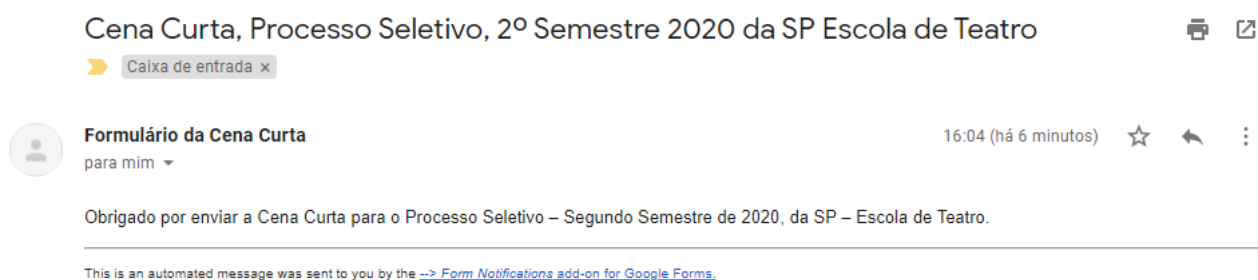 Cena Curta, Processo Seletivo, 2º Semestre 2020 da SP Escola de Teatro
Caixa de entrada x
Formulário da Cena Curta
16:04 (há 6 minutos)
para mim
Obrigado por enviar a Cena Curta para o Processo Seletivo – Segundo Semestre de 2020, da SP – Escola de Teatro.
This is an automated message was sent to you by the --> Form Notifications add-on for Google Forms.